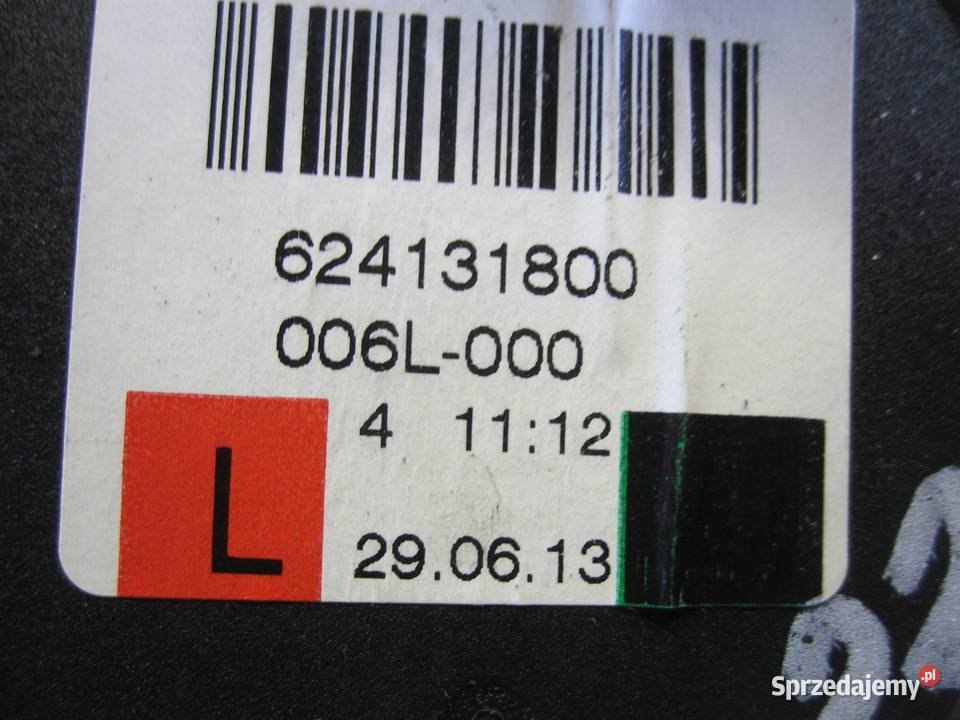 624131800
006L-000
4 11:12
L
29.06.13
Sprzedajemy.pl